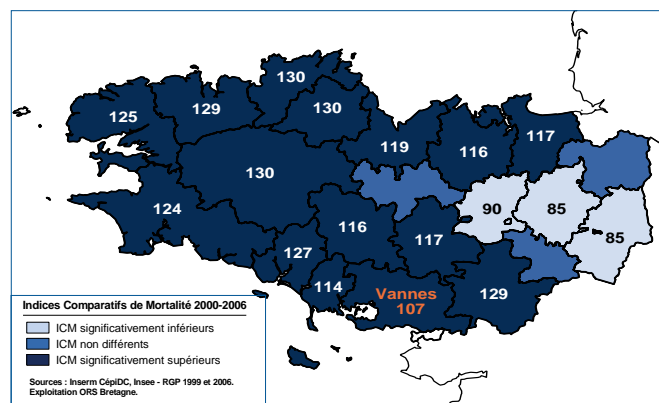 130
129
130
125
119
116
117
130
90
85
124
116
117
85
127
114
Vannes
107
129
Indices Comparatifs de Mortalité 2000-2006
ICM significativement inférieurs
ICM non différents
ICM significativement supérieurs
Sources : Inserm CépiDC, Insee - RGP 1999 et 2006.
Exploitation ORS Bretagne.